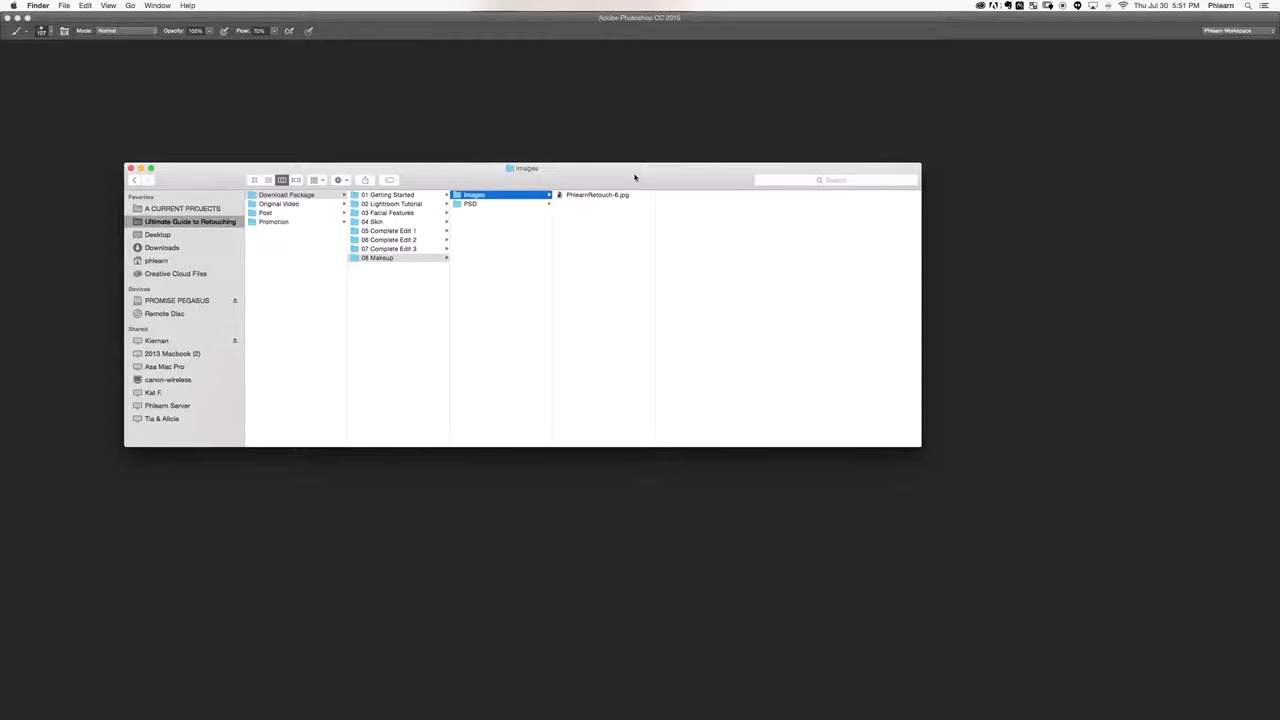 Finder File Edit View Go Window Help
Thu Jul 30 5:51 PM Phlearn
Adobe Photoshop CC 2015
127 Mode: Normal Opacity: 100% Flow: 70% Phlearn Workspace
Images
Search
Favorites
A CURRENT PROJECTS
Ultimate Guide to Retouching
Desktop
Downloads
phlearn
Creative Cloud Files
Devices
PROMISE PEGASUS
Remote Disc
Shared
Kiernan
2013 Macbook (2)
Asa Mac Pro
canon-wireless
Kat F.
Phlearn Server
Tia & Alicia
Download Package
Original Video
Post
Promotion
01 Getting Started
02 Lightroom Tutorial
03 Facial Features
04 Skin
05 Complete Edit 1
06 Complete Edit 2
07 Complete Edit 3
08 Makeup
Images
PSD
PhlearnRetouch-6.jpg